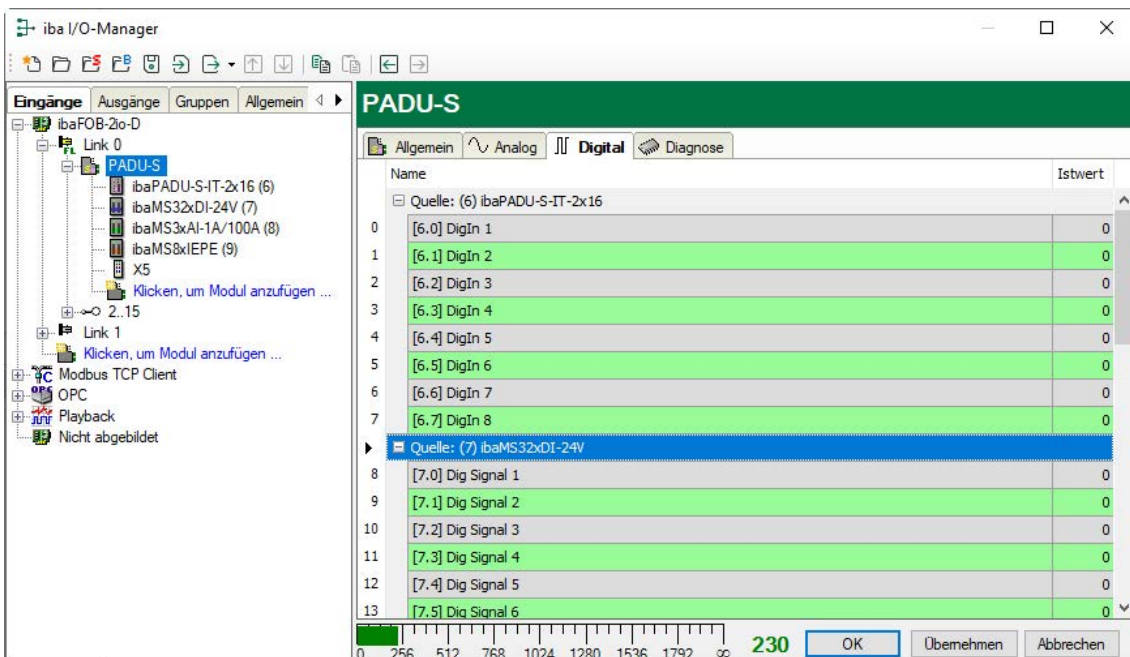 iba I/O-Manager
Eingänge Ausgänge Gruppen Allgemein
ibaFOB-2io-D
Link 0
PADU-S
ibaPADU-S-IT-2x16 (6)
ibaMS32xDI-24V (7)
ibaMS3xAI-1A/100A (8)
ibaMS8xIEPE (9)
X5
Klicken, um Modul anzufügen ...
2..15
Link 1
Klicken, um Modul anzufügen ...
Modbus TCP Client
OPC
Playback
Nicht abgebildet
PADU-S
Allgemein Analog Digital Diagnose
Name Istwert
Quelle: (6) ibaPADU-S-IT-2x16
0 [6.0] DigIn 1 0
1 [6.1] DigIn 2 0
2 [6.2] DigIn 3 0
3 [6.3] DigIn 4 0
4 [6.4] DigIn 5 0
5 [6.5] DigIn 6 0
6 [6.6] DigIn 7 0
7 [6.7] DigIn 8 0
Quelle: (7) ibaMS32xDI-24V
8 [7.0] Dig Signal 1 0
9 [7.1] Dig Signal 2 0
10 [7.2] Dig Signal 3 0
11 [7.3] Dig Signal 4 0
12 [7.4] Dig Signal 5 0
13 [7.5] Dig Signal 6 0
0 256 512 768 1024 1280 1536 1792 ∞ 230 OK Übernehmen Abbrechen